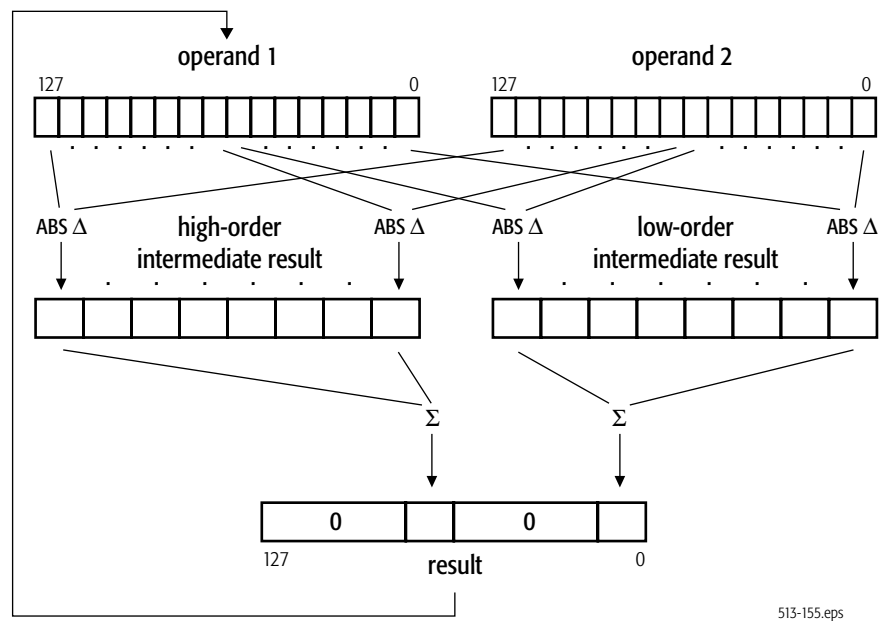 operand 1
operand 2
127 0
127 0
ABS Δ high-order ABS Δ ABS Δ low-order ABS Δ
intermediate result intermediate result
Σ Σ
0 0
127 result 0
513-155.eps